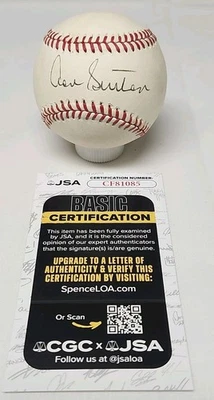 Don Sutton
JSA
CERTIFICATION NUMBER:
CF81085
BASIC
CERTIFICATION
This item has been fully examined
by JSA, and it is the considered
opinion of our expert authenticators
that the signature(s) is/are genuine.
UPGRADE TO A LETTER OF
AUTHENTICITY & VERIFY THIS
CERTIFICATION BY VISITING:
SpenceLOA.com
Or Scan
CGC x JSA
Follow us at @jsaloa